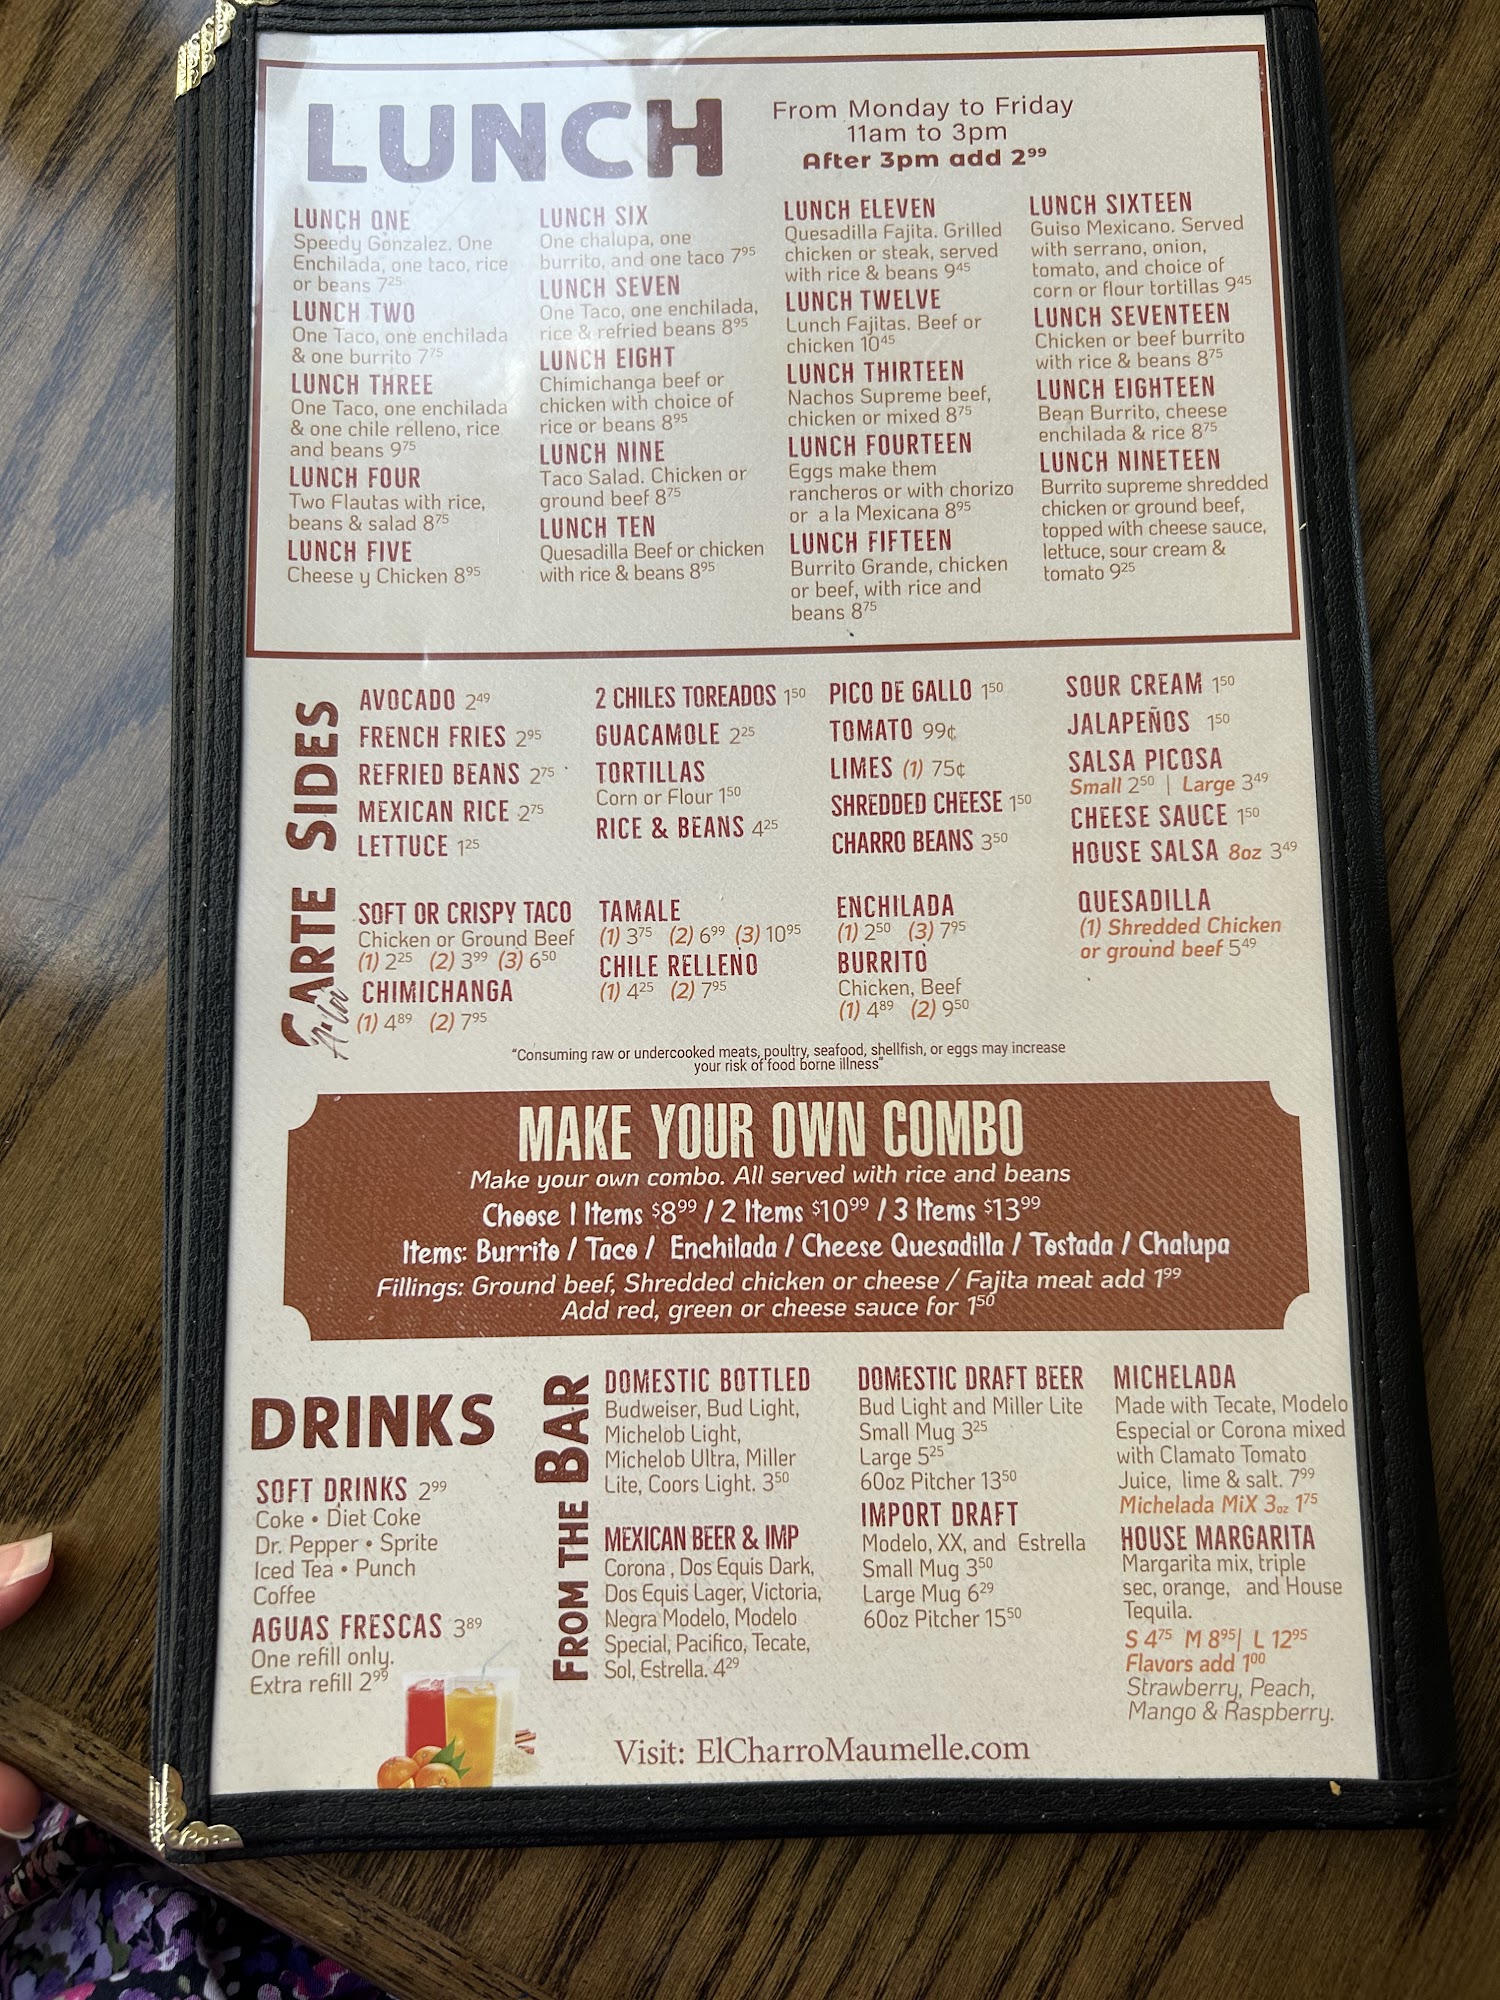 LUNCH
From Monday to Friday
11am to 3pm
After 3pm add 2⁹⁹
LUNCH ONE
Speedy Gonzalez. One
Enchilada, one taco, rice
or beans 7²⁵
LUNCH TWO
One Taco, one enchilada
& one burrito 7⁷⁵
LUNCH THREE
One Taco, one enchilada
& one chile relleno, rice
and beans 9⁷⁵
LUNCH FOUR
Two Flautas with rice,
beans & salad 8⁷⁵
LUNCH FIVE
Cheese y Chicken 8⁹⁵
LUNCH SIX
One chalupa, one
burrito, and one taco 7⁹⁵
LUNCH SEVEN
One Taco, one enchilada,
rice & refried beans 8⁹⁵
LUNCH EIGHT
Chimichanga beef or
chicken with choice of
rice or beans 8⁹⁵
LUNCH NINE
Taco Salad. Chicken or
ground beef 8⁷⁵
LUNCH TEN
Quesadilla Beef or chicken
with rice & beans 8⁹⁵
LUNCH ELEVEN
Quesadilla Fajita. Grilled
chicken or steak, served
with rice & beans 9⁴⁵
LUNCH TWELVE
Lunch Fajitas. Beef or
chicken 10⁴⁵
LUNCH THIRTEEN
Nachos Supreme beef,
chicken or mixed 8⁷⁵
LUNCH FOURTEEN
Eggs make them
rancheros or with chorizo
or a la Mexicana 8⁹⁵
LUNCH FIFTEEN
Burrito Grande, chicken
or beef, with rice and
beans 8⁷⁵
LUNCH SIXTEEN
Guiso Mexicano. Served
with serrano, onion,
tomato, and choice of
corn or flour tortillas 9⁴⁵
LUNCH SEVENTEEN
Chicken or beef burrito
with rice & beans 8⁷⁵
LUNCH EIGHTEEN
Bean Burrito, cheese
enchilada & rice 8⁷⁵
LUNCH NINETEEN
Burrito supreme shredded
chicken or ground beef,
topped with cheese sauce,
lettuce, sour cream &
tomato 9²⁵
A·la CARTE SIDES
AVOCADO 2⁴⁹
FRENCH FRIES 2⁹⁵
REFRIED BEANS 2⁷⁵
MEXICAN RICE 2⁷⁵
LETTUCE 1²⁵
2 CHILES TOREADOS 1⁵⁰
GUACAMOLE 2²⁵
TORTILLAS
Corn or Flour 1⁵⁰
RICE & BEANS 4²⁵
PICO DE GALLO 1⁵⁰
TOMATO 99¢
LIMES (1) 75¢
SHREDDED CHEESE 1⁵⁰
CHARRO BEANS 3⁵⁰
SOUR CREAM 1⁵⁰
JALAPEÑOS 1⁵⁰
SALSA PICOSA
Small 2⁵⁰ | Large 3⁴⁹
CHEESE SAUCE 1⁵⁰
HOUSE SALSA 8oz 3⁴⁹
SOFT OR CRISPY TACO
Chicken or Ground Beef
(1) 2²⁵ (2) 3⁹⁹ (3) 6⁵⁰
CHIMICHANGA
(1) 4⁸⁹ (2) 7⁹⁵
TAMALE
(1) 3⁷⁵ (2) 6⁹⁹ (3) 10⁹⁵
CHILE RELLENO
(1) 4²⁵ (2) 7⁹⁵
ENCHILADA
(1) 2⁵⁰ (3) 7⁹⁵
BURRITO
Chicken, Beef
(1) 4⁸⁹ (2) 9⁵⁰
QUESADILLA
(1) Shredded Chicken
or ground beef 5⁴⁹
"Consuming raw or undercooked meats, poultry, seafood, shellfish, or eggs may increase
your risk of food borne illness"
MAKE YOUR OWN COMBO
Make your own combo. All served with rice and beans
Choose 1 Items $8⁹⁹ / 2 Items $10⁹⁹ / 3 Items $13⁹⁹
Items: Burrito / Taco / Enchilada / Cheese Quesadilla / Tostada / Chalupa
Fillings: Ground beef, Shredded chicken or cheese / Fajita meat add 1⁹⁹
Add red, green or cheese sauce for 1⁵⁰
DRINKS
SOFT DRINKS 2⁹⁹
Coke • Diet Coke
Dr. Pepper • Sprite
Iced Tea • Punch
Coffee
AGUAS FRESCAS 3⁸⁹
One refill only.
Extra refill 2⁹⁹
FROM THE BAR
DOMESTIC BOTTLED
Budweiser, Bud Light,
Michelob Light,
Michelob Ultra, Miller
Lite, Coors Light. 3⁵⁰
MEXICAN BEER & IMP
Corona , Dos Equis Dark,
Dos Equis Lager, Victoria,
Negra Modelo, Modelo
Special, Pacifico, Tecate,
Sol, Estrella. 4²⁹
DOMESTIC DRAFT BEER
Bud Light and Miller Lite
Small Mug 3²⁵
Large 5²⁵
60oz Pitcher 13⁵⁰
IMPORT DRAFT
Modelo, XX, and Estrella
Small Mug 3⁵⁰
Large Mug 6²⁹
60oz Pitcher 15⁵⁰
MICHELADA
Made with Tecate, Modelo
Especial or Corona mixed
with Clamato Tomato
Juice, lime & salt. 7⁹⁹
Michelada MiX 3oz 1⁷⁵
HOUSE MARGARITA
Margarita mix, triple
sec, orange, and House
Tequila.
S 4⁷⁵ M 8⁹⁵| L 12⁹⁵
Flavors add 1⁰⁰
Strawberry, Peach,
Mango & Raspberry.
Visit: ElCharroMaumelle.com